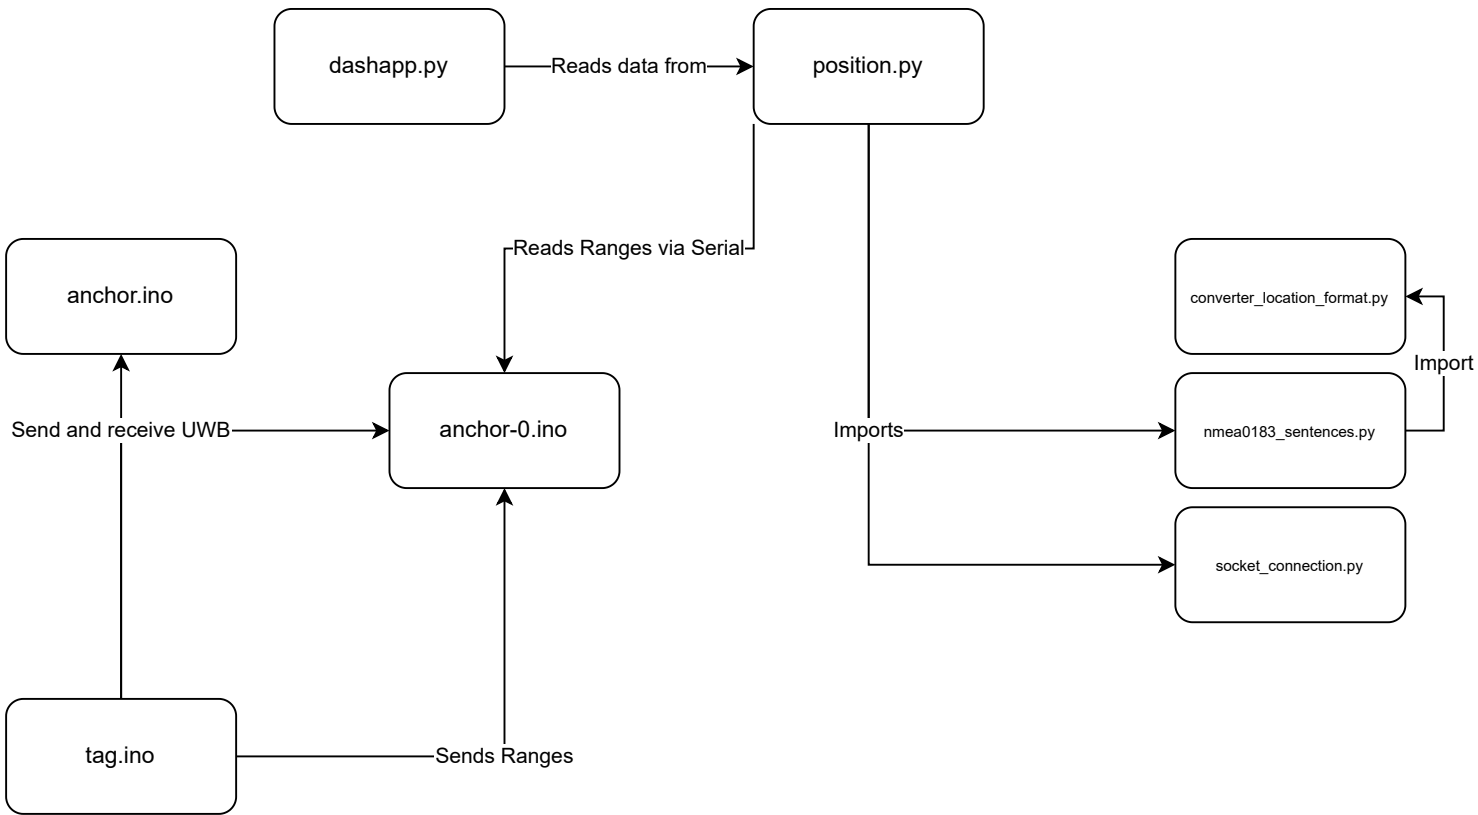 dashapp.py
Reads data from
position.py
Reads Ranges via Serial
anchor.ino
converter_location_format.py
Import
Send and receive UWB
anchor-0.ino
Imports
nmea0183_sentences.py
socket_connection.py
tag.ino
Sends Ranges